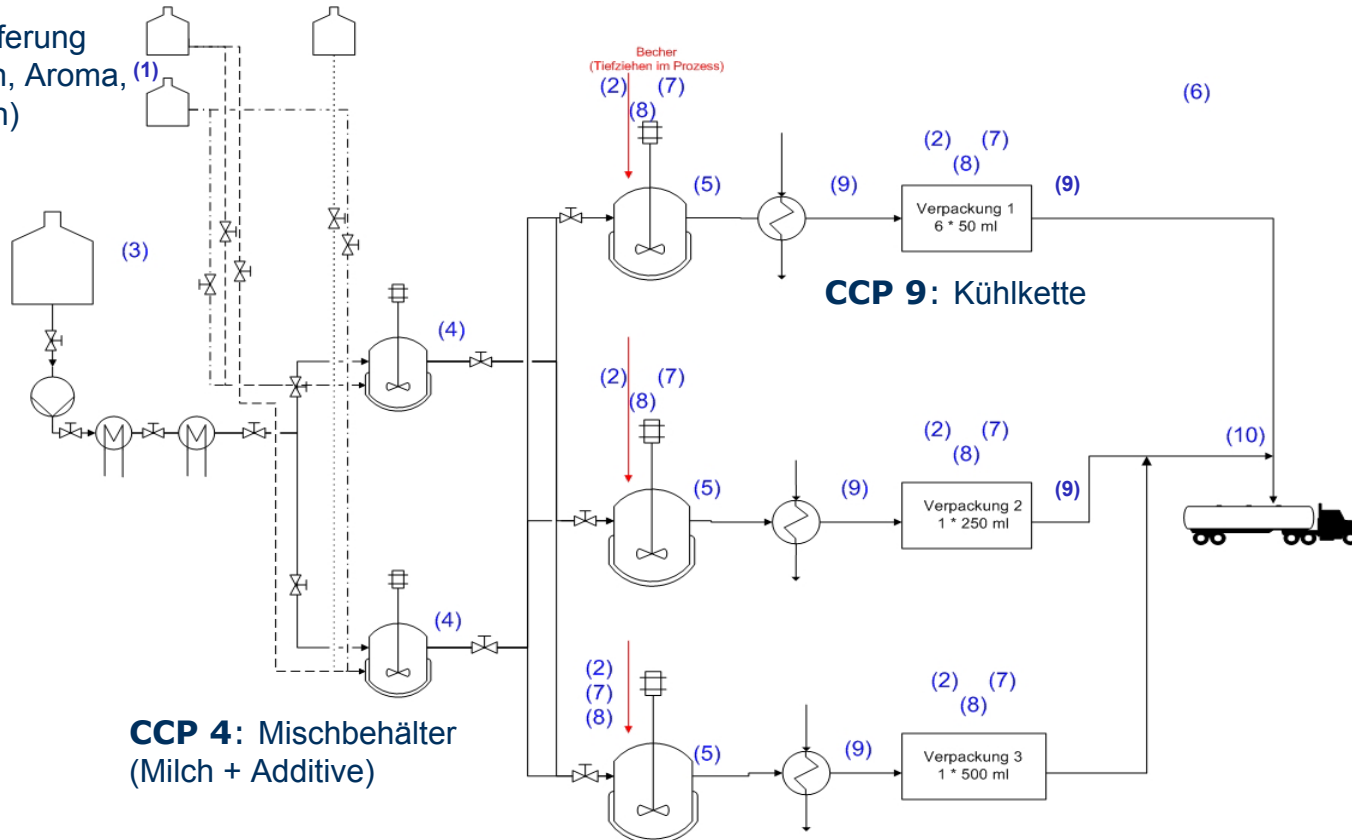 ferung
n, Aroma,
(1)
n)
Becher
(Tiefziehen im Prozess)
(2) (7)
(8)
(6)
(2) (7)
(8)
(3)
(5)
(9)
(9)
Verpackung 1
6 * 50 ml
CCP 9: Kühlkette
(4)
(2) (7)
(8)
(2) (7)
(8)
(10)
(5)
(9)
(9)
Verpackung 2
1 * 250 ml
M
M
(4)
(2)
(7)
(8)
(2) (7)
(8)
CCP 4: Mischbehälter
(Milch + Additive)
(5)
(9)
Verpackung 3
1 * 500 ml